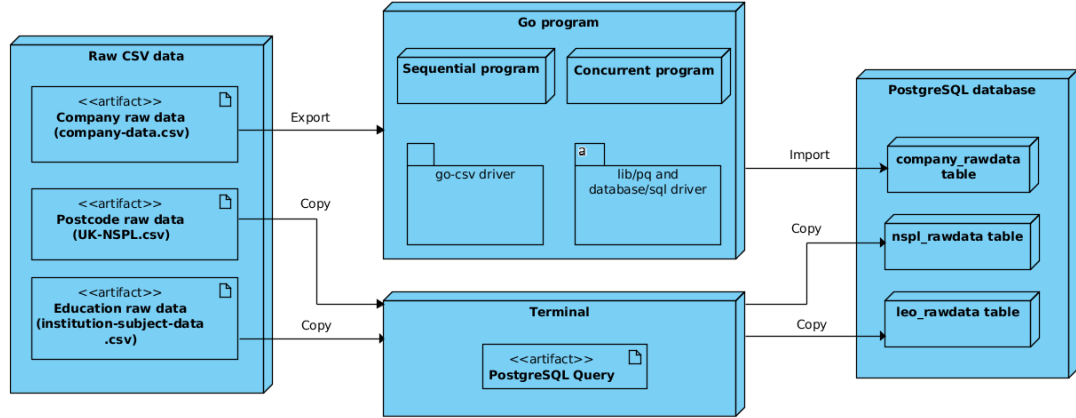 Raw CSV data
<<artifact>>
Company raw data
(company-data.csv)
<<artifact>>
Postcode raw data
(UK-NSPL.csv)
<<artifact>>
Education raw data
(institution-subject-data
.csv)
Export
Copy
Copy
Go program
Sequential program
Concurrent program
go-csv driver
a
lib/pq and
database/sql driver
Terminal
<<artifact>>
PostgreSQL Query
Import
Copy
Copy
PostgreSQL database
company_rawdata
table
nspl_rawdata table
leo_rawdata table